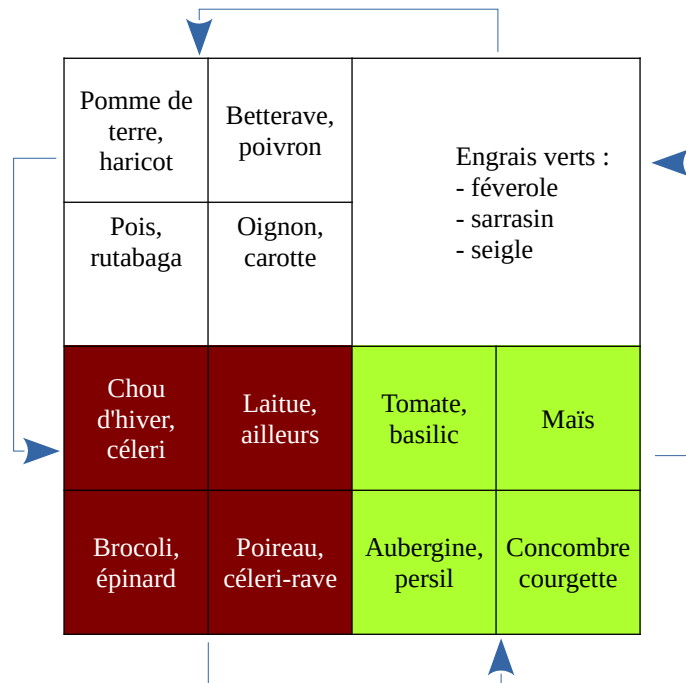 Pomme de
terre,
haricot
Betterave,
poivron
Engrais verts :
- féverole
- sarrasin
- seigle
Pois,
rutabaga
Oignon,
carotte
Chou
d'hiver,
céleri
Laitue,
ailleurs
Tomate,
basilic
Maïs
Brocoli,
épinard
Poireau,
céleri-rave
Aubergine,
persil
Concombre
courgette